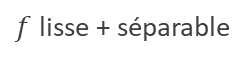 𝑓 lisse + séparable